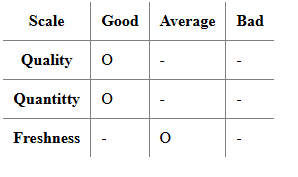 Scale Good Average Bad
Quality O - -
Quantitty O - -
Freshness - O -